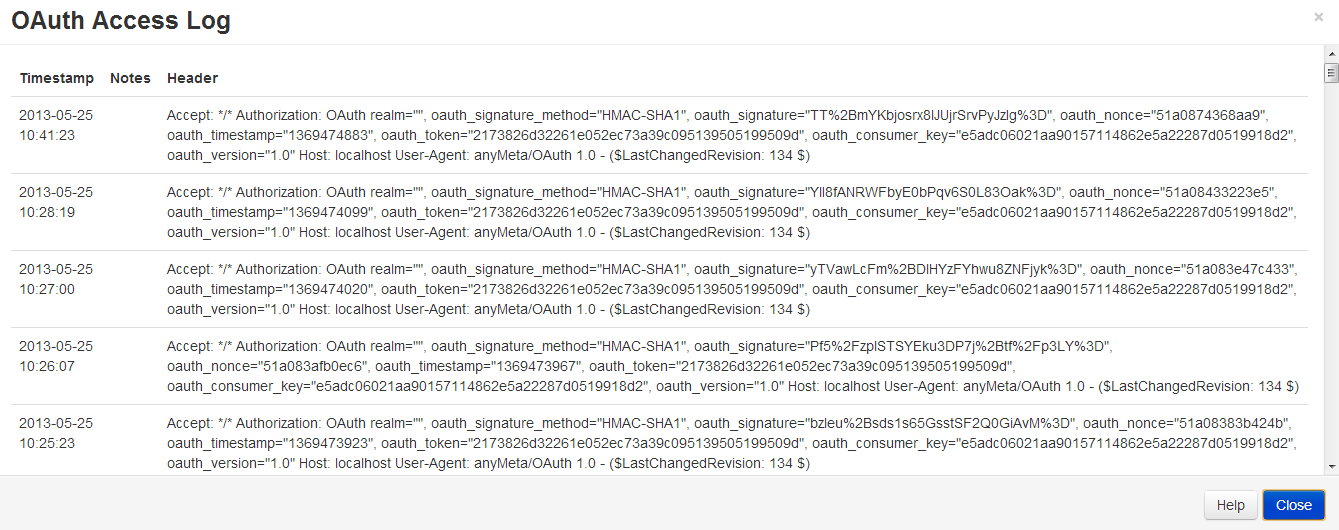 OAuth Access Log
×
Timestamp Notes Header
2013-05-25
10:41:23
Accept: */* Authorization: OAuth realm="", oauth_signature_method="HMAC-SHA1", oauth_signature="TT%2BmYKbjosrx8lJUjrSrvPyJzlg%3D", oauth_nonce="51a0874368aa9",
oauth_timestamp="1369474883", oauth_token="2173826d32261e052ec73a39c095139505199509d", oauth_consumer_key="e5adc06021aa90157114862e5a22287d0519918d2",
oauth_version="1.0" Host: localhost User-Agent: anyMeta/OAuth 1.0 - ($LastChangedRevision: 134 $)
2013-05-25
10:28:19
Accept: */* Authorization: OAuth realm="", oauth_signature_method="HMAC-SHA1", oauth_signature="YlI8fANRWFbyE0bPqv6S0L83Oak%3D", oauth_nonce="51a08433223e5",
oauth_timestamp="1369474099", oauth_token="2173826d32261e052ec73a39c095139505199509d", oauth_consumer_key="e5adc06021aa90157114862e5a22287d0519918d2",
oauth_version="1.0" Host: localhost User-Agent: anyMeta/OAuth 1.0 - ($LastChangedRevision: 134 $)
2013-05-25
10:27:00
Accept: */* Authorization: OAuth realm="", oauth_signature_method="HMAC-SHA1", oauth_signature="yTVawLcFm%2BDlHYzFYhwu8ZNFjyk%3D", oauth_nonce="51a083e47c433",
oauth_timestamp="1369474020", oauth_token="2173826d32261e052ec73a39c095139505199509d", oauth_consumer_key="e5adc06021aa90157114862e5a22287d0519918d2",
oauth_version="1.0" Host: localhost User-Agent: anyMeta/OAuth 1.0 - ($LastChangedRevision: 134 $)
2013-05-25
10:26:07
Accept: */* Authorization: OAuth realm="", oauth_signature_method="HMAC-SHA1", oauth_signature="Pf5%2FzplSTSYEku3DP7j%2Btf%2Fp3LY%3D",
oauth_nonce="51a083afb0ec6", oauth_timestamp="1369473967", oauth_token="2173826d32261e052ec73a39c095139505199509d",
oauth_consumer_key="e5adc06021aa90157114862e5a22287d0519918d2", oauth_version="1.0" Host: localhost User-Agent: anyMeta/OAuth 1.0 - ($LastChangedRevision: 134 $)
2013-05-25
10:25:23
Accept: */* Authorization: OAuth realm="", oauth_signature_method="HMAC-SHA1", oauth_signature="bzleu%2Bsds1s65GsstSF2Q0GiAvM%3D", oauth_nonce="51a08383b424b",
oauth_timestamp="1369473923", oauth_token="2173826d32261e052ec73a39c095139505199509d", oauth_consumer_key="e5adc06021aa90157114862e5a22287d0519918d2",
oauth_version="1.0" Host: localhost User-Agent: anyMeta/OAuth 1.0 - ($LastChangedRevision: 134 $)
Help Close